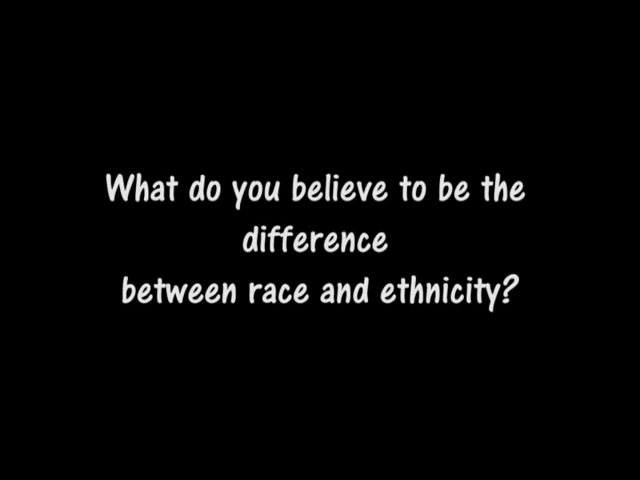 What do you believe to be the
difference
between race and ethnicity?